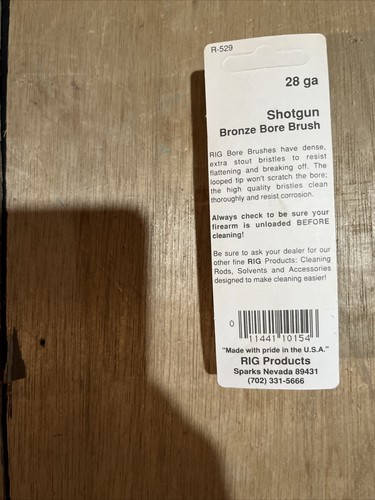 R-529
28 ga
Shotgun
Bronze Bore Brush
RIG Bore Brushes have dense,
extra stout bristles to resist
flattening and breaking off. The
looped tip won't scratch the bore;
the high quality bristles clean
thoroughly and resist corrosion.
Always check to be sure your
firearm is unloaded BEFORE
cleaning!
Be sure to ask your dealer for our
other fine RIG Products: Cleaning
Rods, Solvents and Accessories
designed to make cleaning easier!
0 11441 10154
"Made with pride in the U.S.A."
RIG Products
Sparks Nevada 89431
(702) 331-5666